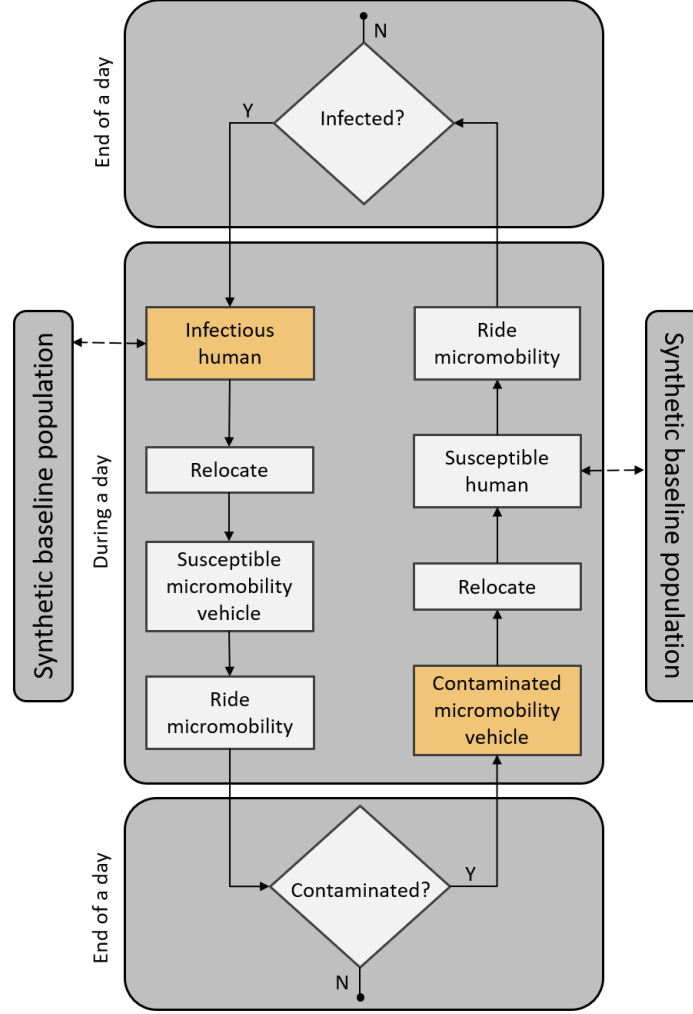 N
End of a day
Infected?
Y
Synthetic baseline population
During a day
Infectious
human
Relocate
Susceptible
micromobility
vehicle
Ride
micromobility
Ride
micromobility
Susceptible
human
Relocate
Contaminated
micromobility
vehicle
Synthetic baseline population
End of a day
Contaminated?
Y
N